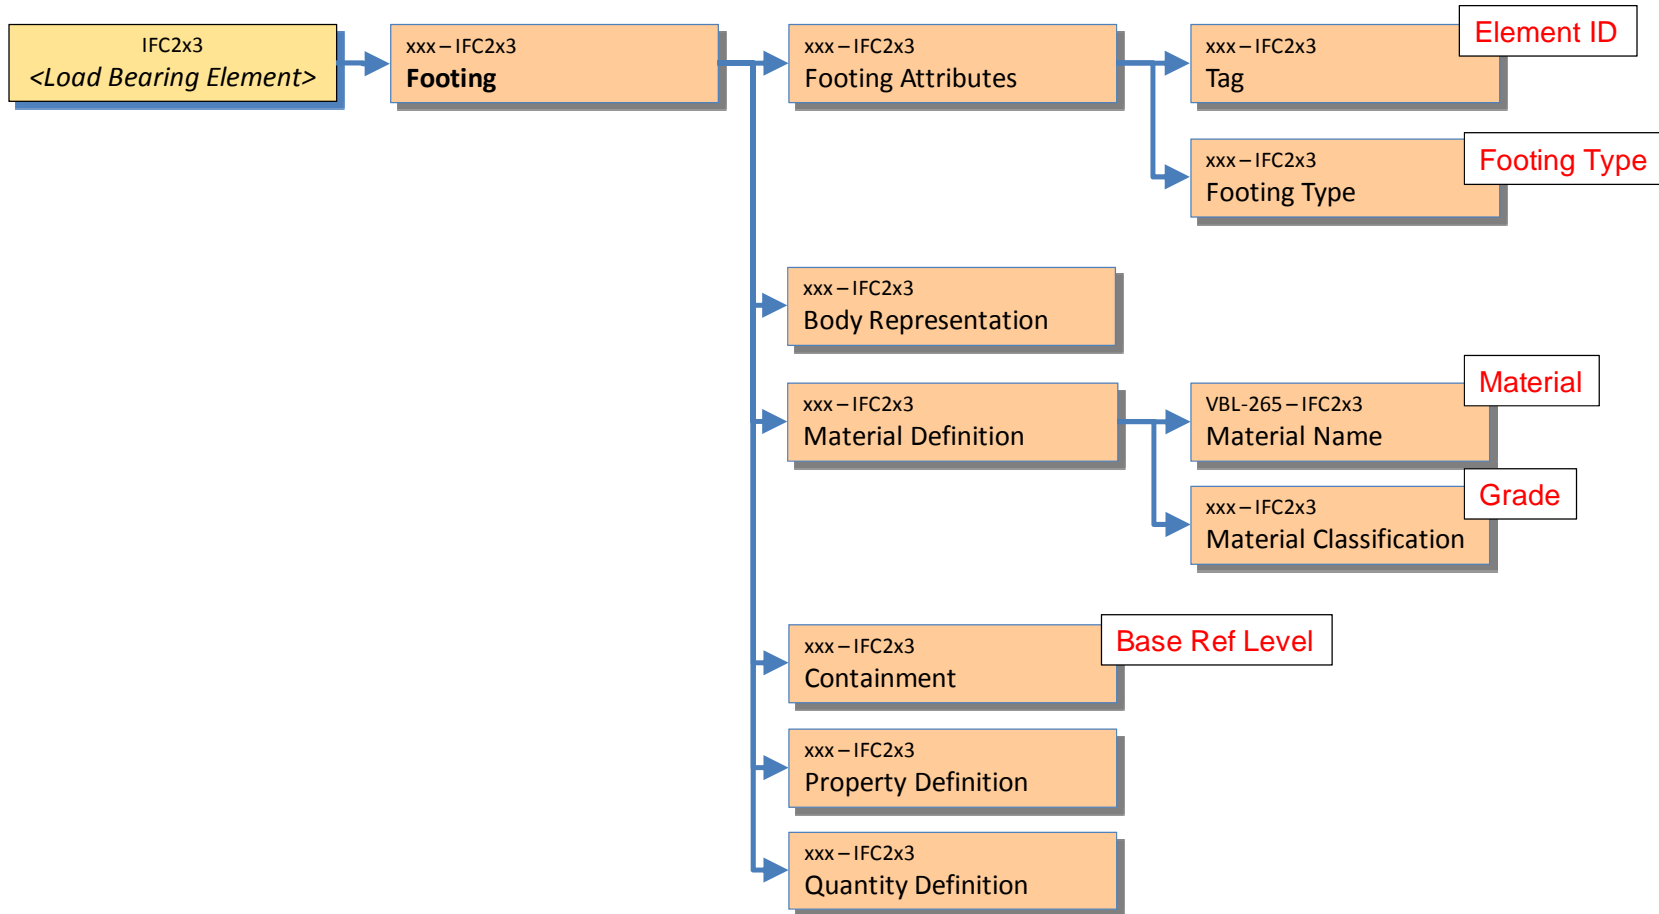 IFC2x3
<Load Bearing Element>
xxx – IFC2x3
Footing
xxx – IFC2x3
Footing Attributes
xxx – IFC2x3
Tag
Element ID
xxx – IFC2x3
Footing Type
Footing Type
xxx – IFC2x3
Body Representation
xxx – IFC2x3
Material Definition
VBL-265 – IFC2x3
Material Name
Material
xxx – IFC2x3
Material Classification
Grade
xxx – IFC2x3
Containment
Base Ref Level
xxx – IFC2x3
Property Definition
xxx – IFC2x3
Quantity Definition